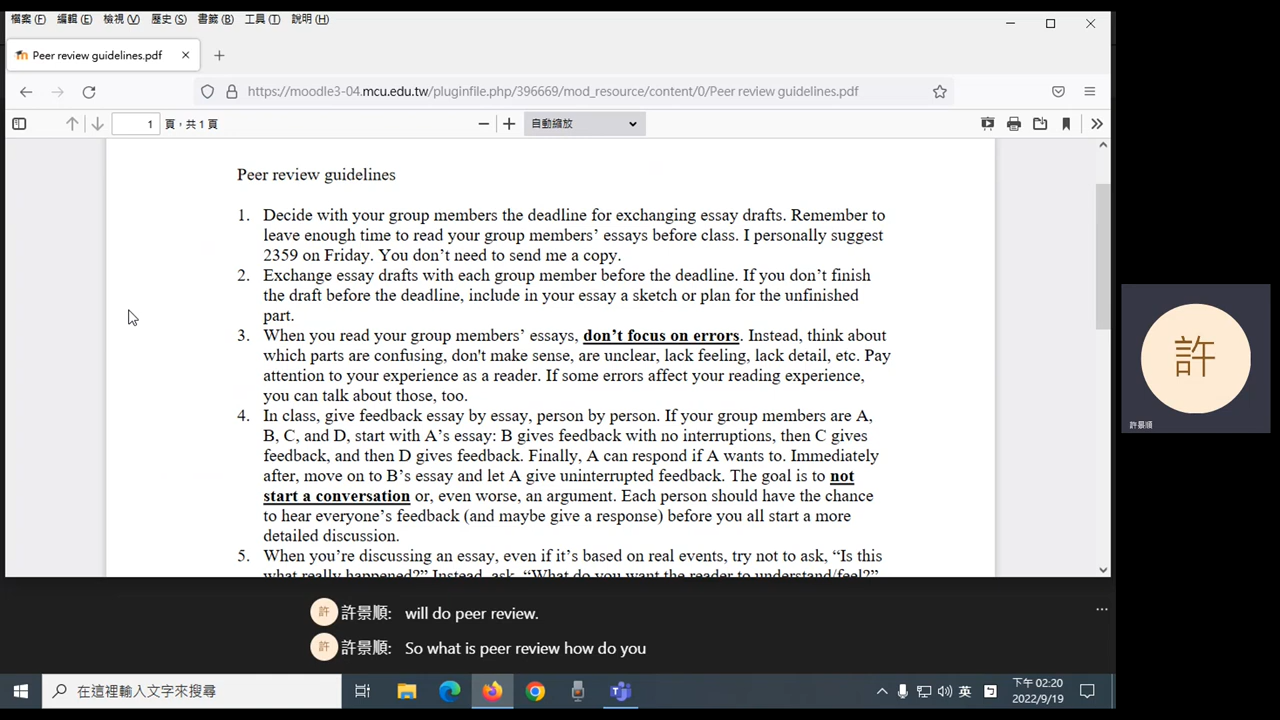 檔案(F) 編輯(E) 檢視(V) 歷史(S) 書籤(B) 工具(T) 說明(H)
Peer review guidelines.pdf
https://moodle3-04.mcu.edu.tw/pluginfile.php/396669/mod_resource/content/0/Peer review guidelines.pdf
1 頁,共 1 頁 自動縮放
Peer review guidelines
1. Decide with your group members the deadline for exchanging essay drafts. Remember to
leave enough time to read your group members’ essays before class. I personally suggest
2359 on Friday. You don’t need to send me a copy.
2. Exchange essay drafts with each group member before the deadline. If you don’t finish
the draft before the deadline, include in your essay a sketch or plan for the unfinished
part.
3. When you read your group members’ essays, don’t focus on errors. Instead, think about
which parts are confusing, don't make sense, are unclear, lack feeling, lack detail, etc. Pay
attention to your experience as a reader. If some errors affect your reading experience,
you can talk about those, too.
4. In class, give feedback essay by essay, person by person. If your group members are A,
B, C, and D, start with A’s essay: B gives feedback with no interruptions, then C gives
feedback, and then D gives feedback. Finally, A can respond if A wants to. Immediately
after, move on to B’s essay and let A give uninterrupted feedback. The goal is to not
start a conversation or, even worse, an argument. Each person should have the chance
to hear everyone’s feedback (and maybe give a response) before you all start a more
detailed discussion.
5. When you’re discussing an essay, even if it’s based on real events, try not to ask, “Is this
what really happened?” Instead, ask, “What do you want the reader to understand/feel?”
許
許景順
許 許景順: will do peer review.
許 許景順: So what is peer review how do you
在這裡輸入文字來搜尋
英
下午 02:20
2022/9/19